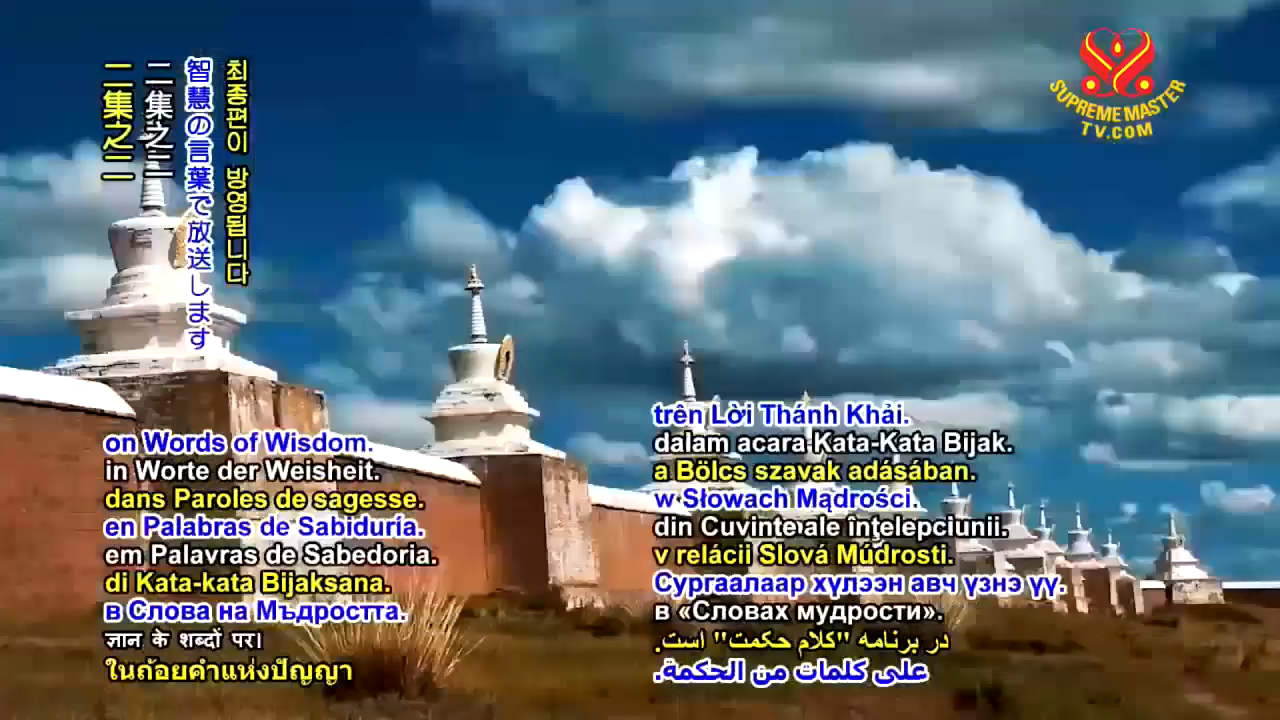 최종편이 방영됩니다
智慧の言葉で放送します
二集之二
二集之二
SUPREME MASTER
TV.COM
on Words of Wisdom.
in Worte der Weisheit.
dans Paroles de sagesse.
en Palabras de Sabiduría.
em Palavras de Sabedoria.
di Kata-kata Bijaksana.
в Слова на Мъдростта.
ज्ञान के शब्दों पर।
ในถ้อยคำแห่งปัญญา
trên Lời Thánh Khải.
dalam acara Kata-Kata Bijak.
a Bölcs szavak adásában.
w Słowach Mądrości.
din Cuvinte ale înţelepciunii.
v relácii Slová Múdrosti.
Сургаалаар хүлээн авч үзнэ үү.
в «Словах мудрости».
در برنامه "کلام حکمت" است.
على كلمات من الحكمة.